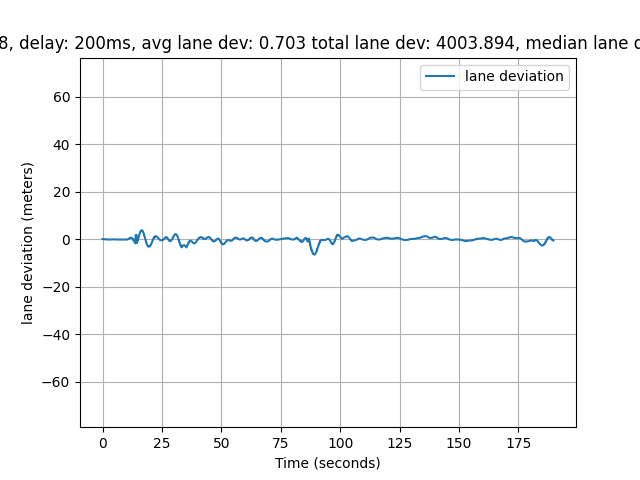 8, delay: 200ms, avg lane dev: 0.703 total lane dev: 4003.894, median lane d
lane deviation
60
40
20
0
−20
−40
−60
lane deviation (meters)
0 25 50 75 100 125 150 175
Time (seconds)